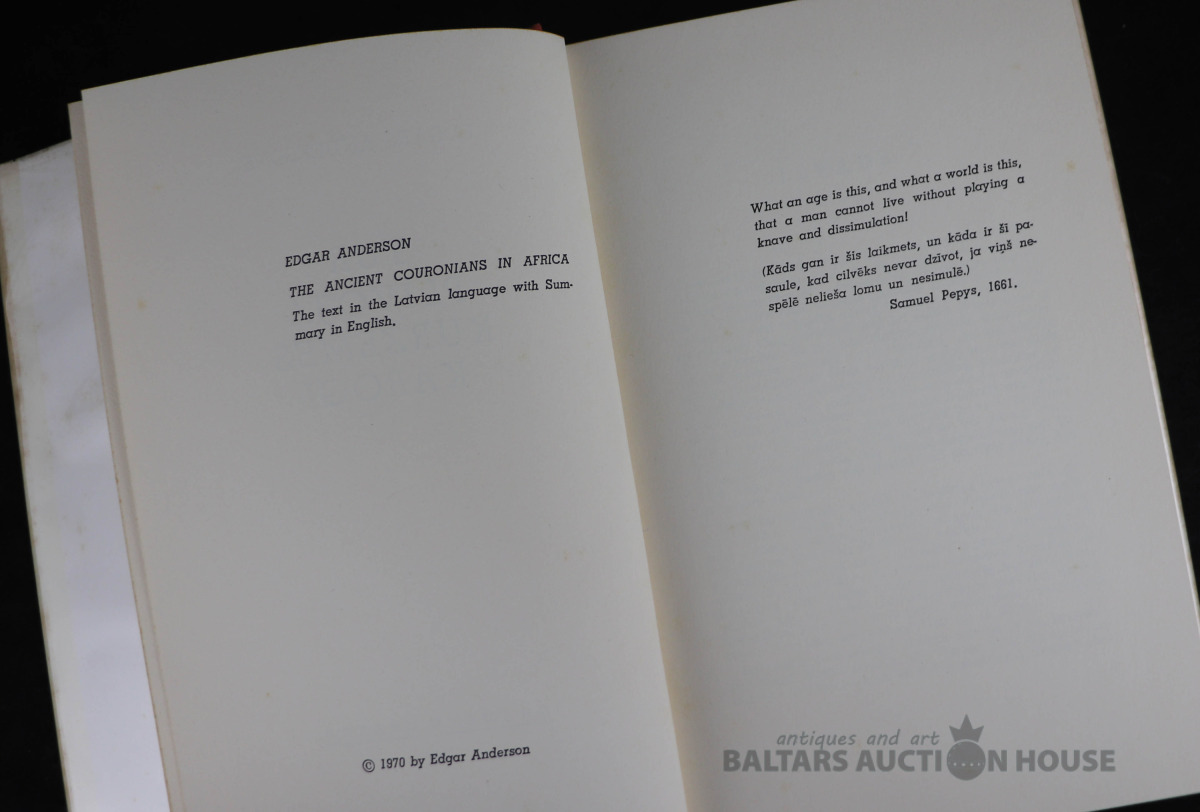 EDGAR ANDERSON
THE ANCIENT COURONIANS IN AFRICA
The text in the Latvian language with Sum-
mary in English.
© 1970 by Edgar Anderson
What an age is this, and what a world is this,
that a man cannot live without playing a
knave and dissimulation!
(Kāds gan ir šis laikmets, un kāda ir ši pa-
saule, kad cilvēks nevar dzīvot, ja viņš ne-
spēlē nelieša lomu un nesimulē.)
Samuel Pepys, 1661.
antiques and art
BALTARS AUCTION HOUSE